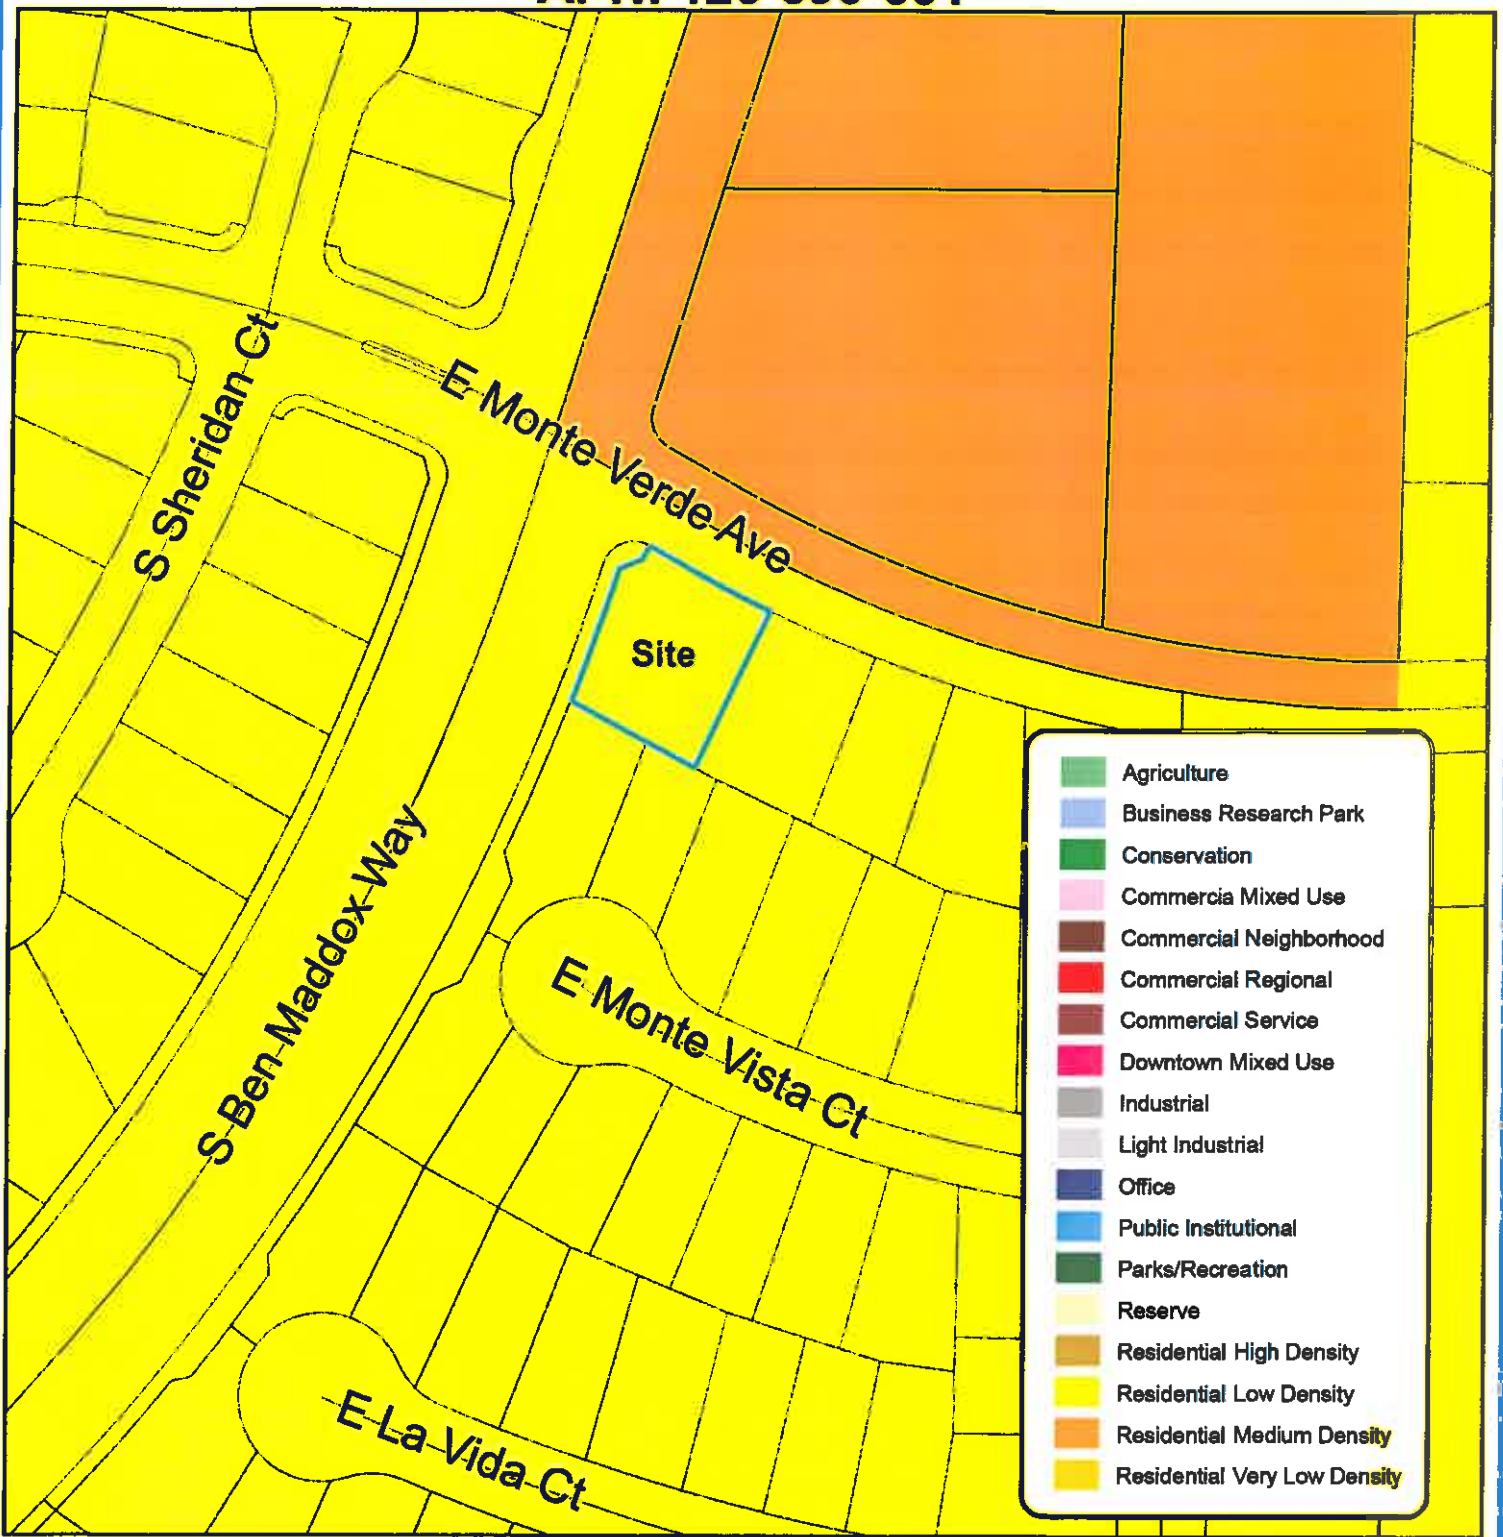 S Sheridan Ct
E Monte Verde Ave
Site
S Ben Maddox Way
E Monte Vista Ct
E La Vida Ct
Agriculture
Business Research Park
Conservation
Commercia Mixed Use
Commercial Neighborhood
Commercial Regional
Commercial Service
Downtown Mixed Use
Industrial
Light Industrial
Office
Public Institutional
Parks/Recreation
Reserve
Residential High Density
Residential Low Density
Residential Medium Density
Residential Very Low Density